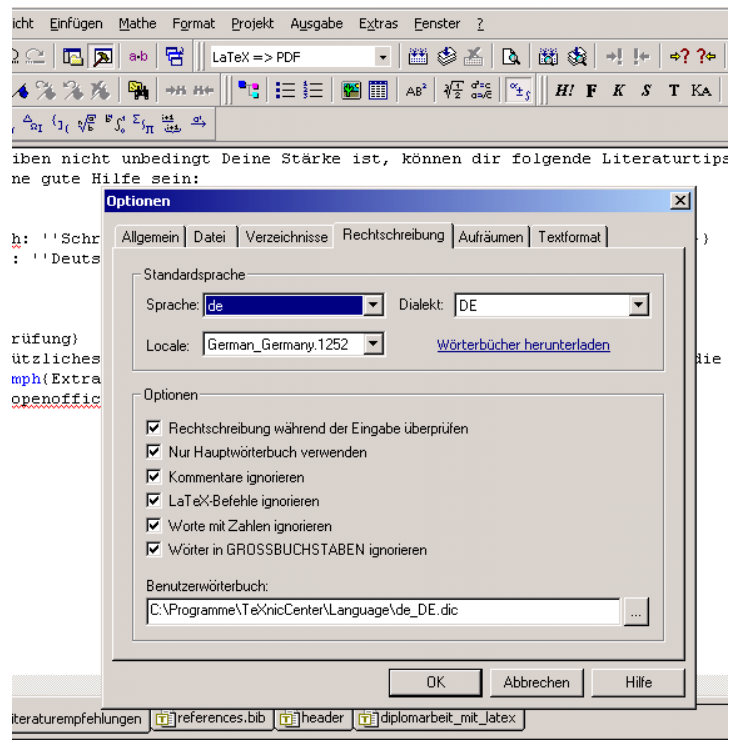 icht Einfügen Mathe Format Projekt Ausgabe Extras Fenster ?
LaTeX => PDF
H! F K S T KA
iben nicht unbedingt Deine Stärke ist, können dir folgende Literaturtips
ne gute Hilfe sein:
Optionen
h: ''Schr
Allgemein Datei Verzeichnisse Rechtschreibung Aufräumen Textformat
}
: ''Deuts
Standardsprache
Sprache: de Dialekt: DE
rüfung}
Locale: German_Germany.1252 Wörterbücher herunterladen
ützliches
die
mph{Extra
openoffic
Optionen
Rechtschreibung während der Eingabe überprüfen
Nur Hauptwörterbuch verwenden
Kommentare ignorieren
LaTeX-Befehle ignorieren
Worte mit Zahlen ignorieren
Wörter in GROSSBUCHSTABEN ignorieren
Benutzerwörterbuch:
C:\Programme\TeXnicCenter\Language\de_DE.dic ...
OK Abbrechen Hilfe
iteraturempfehlungen references.bib header diplomarbeit_mit_latex